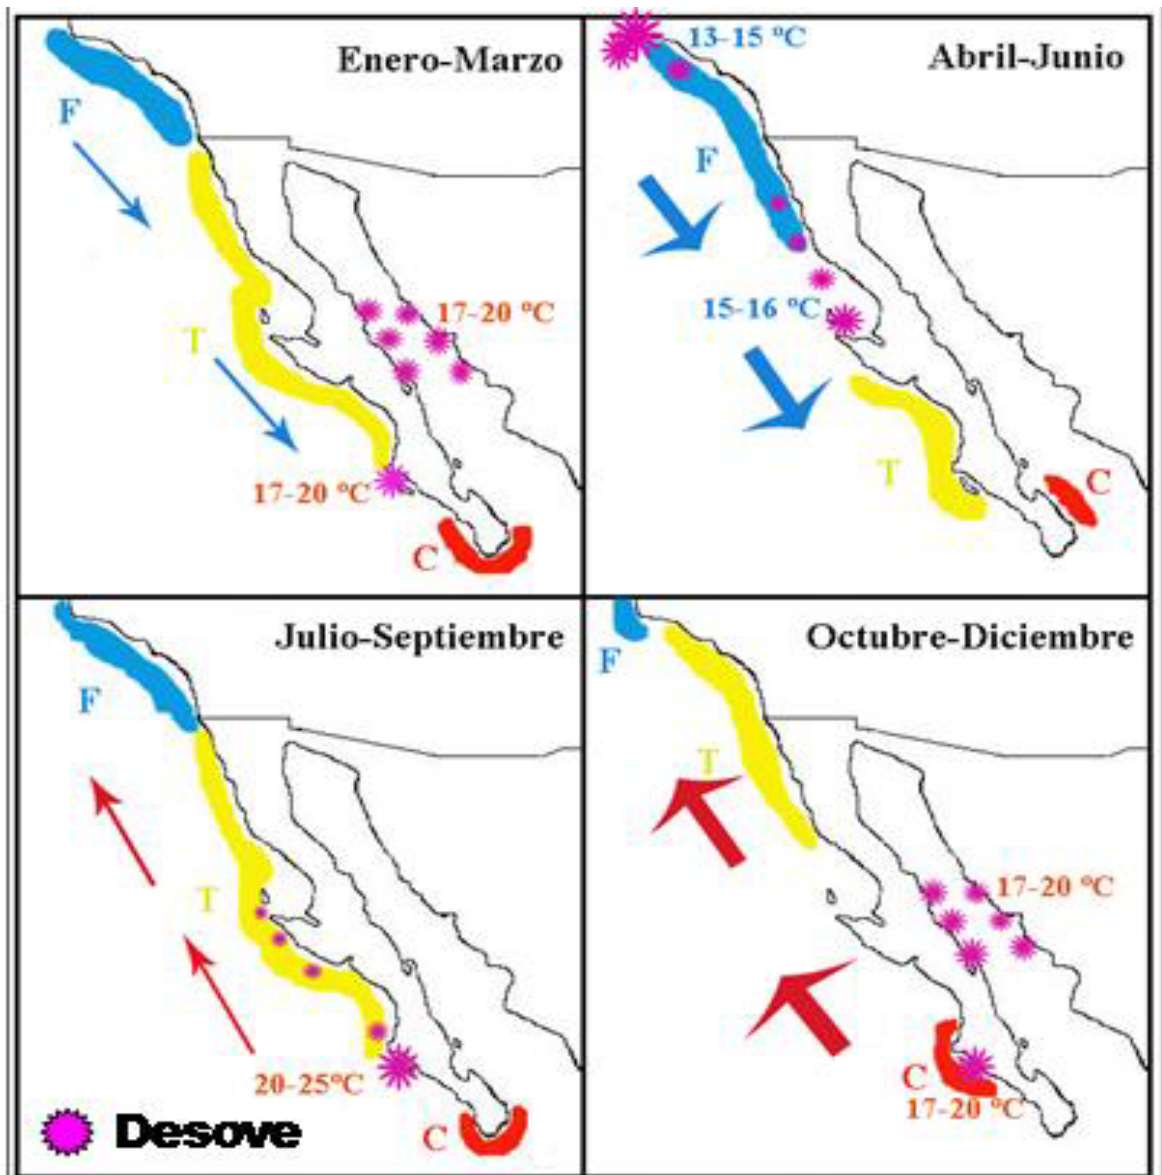 Enero-Marzo
F
17-20 ºC
T
17-20 ºC
C
13-15 ºC
Abril-Junio
F
15-16 ºC
T
C
Julio-Septiembre
F
T
20-25ºC
C
Desove
Octubre-Diciembre
F
T
17-20 ºC
C
17-20 ºC